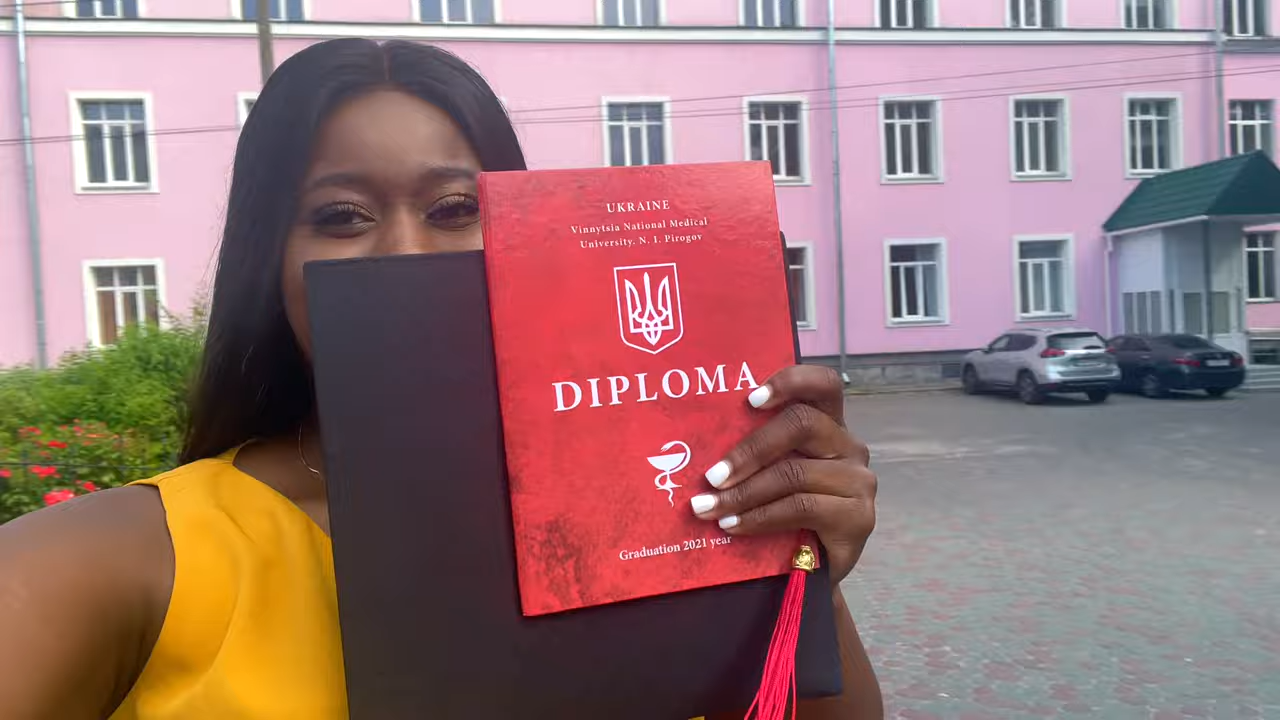 UKRAINE
Vinnytsia National Medical
University. N. I. Pirogov
DIPLOMA
Graduation 2021 year